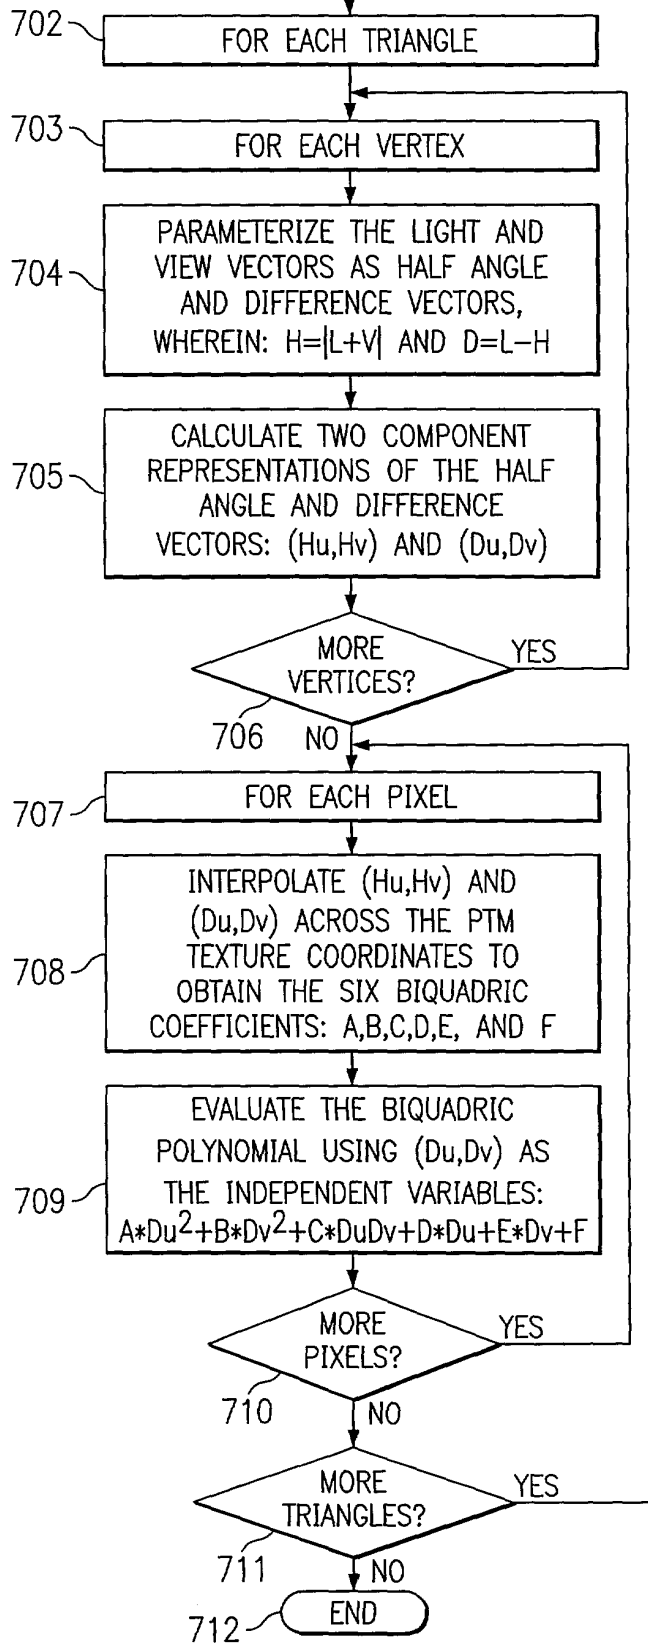 702
FOR EACH TRIANGLE
703
FOR EACH VERTEX
704
PARAMETERIZE THE LIGHT AND
VIEW VECTORS AS HALF ANGLE
AND DIFFERENCE VECTORS,
WHEREIN: H=|L+V| AND D=L-H
705
CALCULATE TWO COMPONENT
REPRESENTATIONS OF THE HALF
ANGLE AND DIFFERENCE
VECTORS: (Hu,Hv) AND (Du,Dv)
MORE
VERTICES?
YES
706
NO
707
FOR EACH PIXEL
708
INTERPOLATE (Hu,Hv) AND
(Du,Dv) ACROSS THE PTM
TEXTURE COORDINATES TO
OBTAIN THE SIX BIQUADRIC
COEFFICIENTS: A,B,C,D,E, AND F
709
EVALUATE THE BIQUADRIC
POLYNOMIAL USING (Du,Dv) AS
THE INDEPENDENT VARIABLES:
A*Du²+B*Dv²+C*DuDv+D*Du+E*Dv+F
MORE
PIXELS?
YES
710
NO
MORE
TRIANGLES?
YES
711
NO
712
END